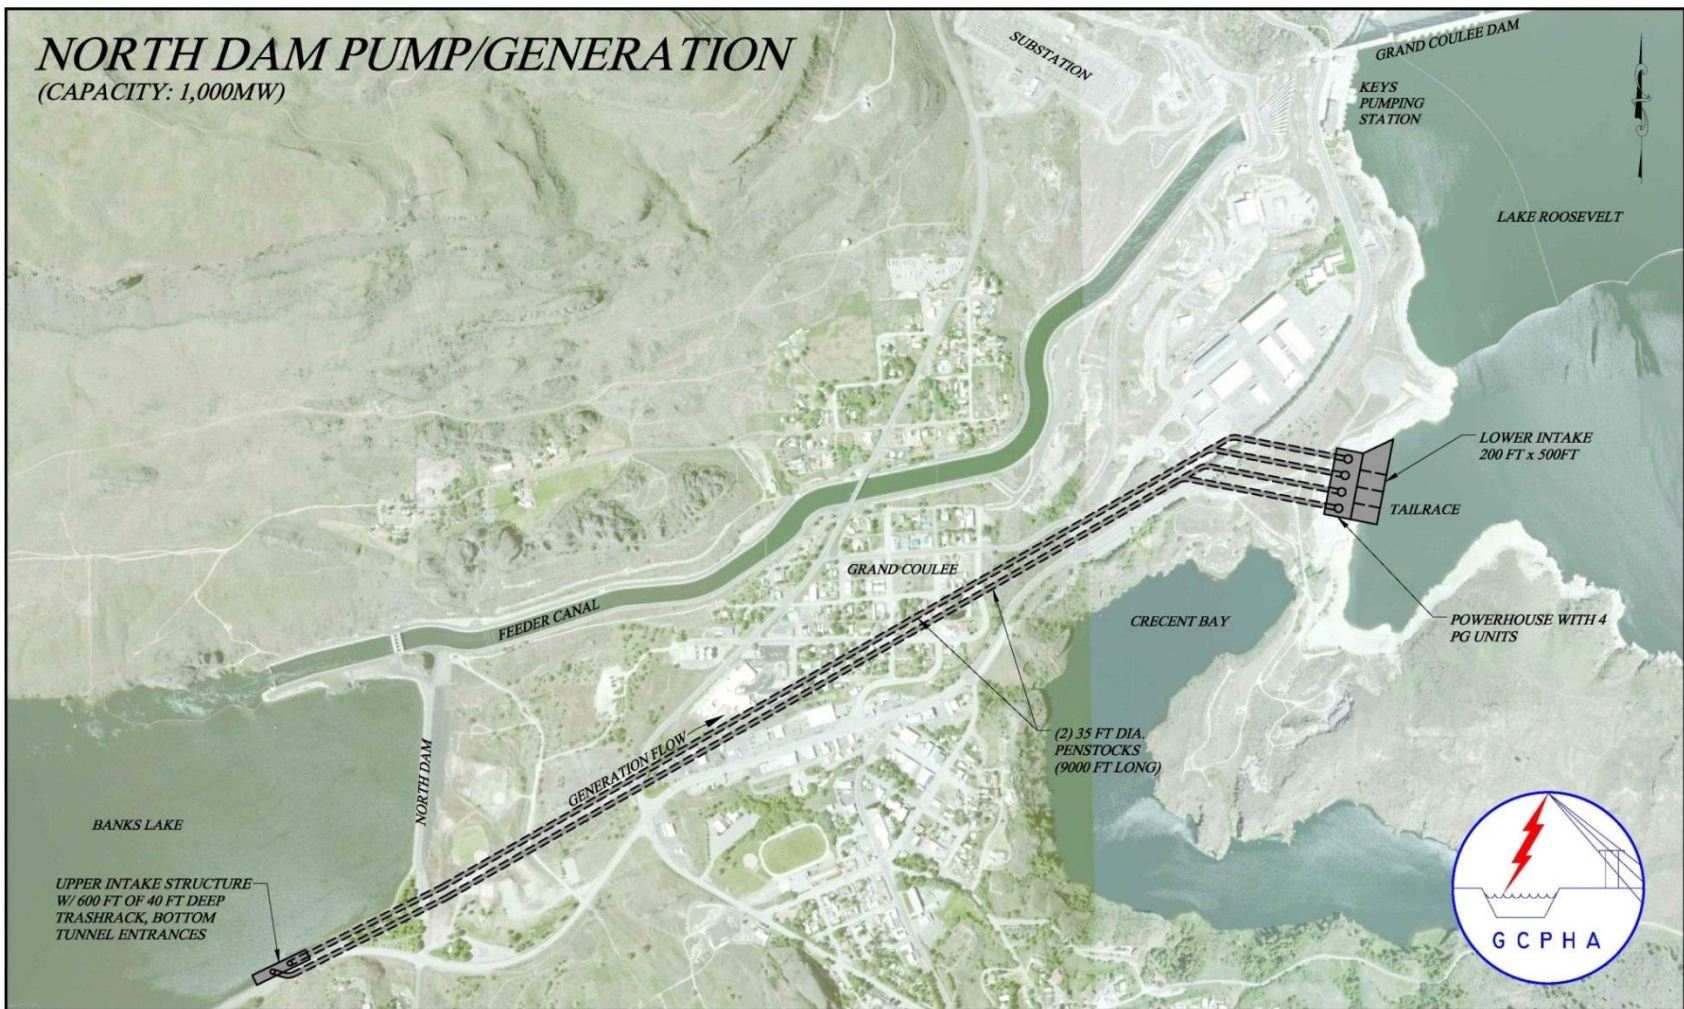 NORTH DAM PUMP/GENERATION
(CAPACITY: 1,000MW)
SUBSTATION
GRAND COULEE DAM
KEYS
PUMPING
STATION
LAKE ROOSEVELT
LOWER INTAKE
200 FT x 500FT
TAILRACE
GRAND COULEE
FEEDER CANAL
CRECENT BAY
POWERHOUSE WITH 4
PG UNITS
GENERATION FLOW
(2) 35 FT DIA.
PENSTOCKS
(9000 FT LONG)
NORTH DAM
BANKS LAKE
UPPER INTAKE STRUCTURE
W/ 600 FT OF 40 FT DEEP
TRASHRACK, BOTTOM
TUNNEL ENTRANCES
GCPHA